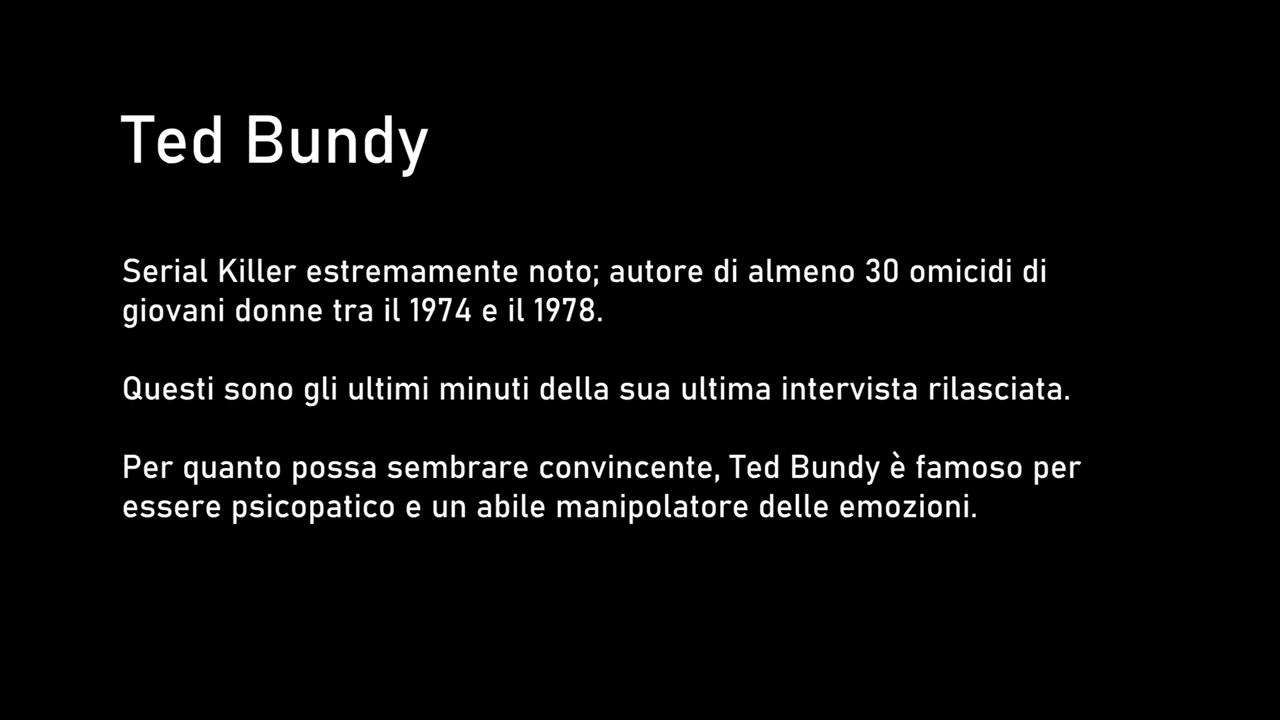 Ted Bundy
Serial Killer estremamente noto; autore di almeno 30 omicidi di
giovani donne tra il 1974 e il 1978.
Questi sono gli ultimi minuti della sua ultima intervista rilasciata.
Per quanto possa sembrare convincente, Ted Bundy è famoso per
essere psicopatico e un abile manipolatore delle emozioni.